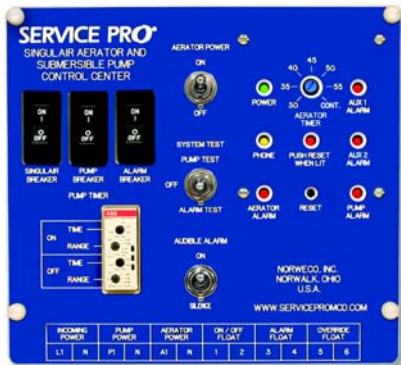 SERVICE PRO®
SINGULAIR AERATOR AND
SUBMERSIBLE PUMP
CONTROL CENTER
ON
OFF
ON
OFF
ON
OFF
SINGULAIR
BREAKER
PUMP
BREAKER
ALARM
BREAKER
PUMP TIMER
ABB
ON
TIME
RANGE
OFF
TIME
RANGE
AERATOR POWER
ON
OFF
SYSTEM TEST
PUMP TEST
OFF
ALARM TEST
AUDIBLE ALARM
ON
SILENCE
POWER
30
35
40
45
50
55
CONT.
AERATOR
TIMER
AUX 1
ALARM
PHONE
PUSH RESET
WHEN LIT
AUX 2
ALARM
AERATOR
ALARM
RESET
PUMP
ALARM
NORWECO, INC.
NORWALK, OHIO
U.S.A.
WWW.SERVICEPROMCD.COM
INCOMING
POWER
PUMP
POWER
AERATOR
POWER
ON / OFF
FLOAT
ALARM
FLOAT
OVERRIDE
FLOAT
L1 N P1 N A1 N 1 2 3 4 5 6